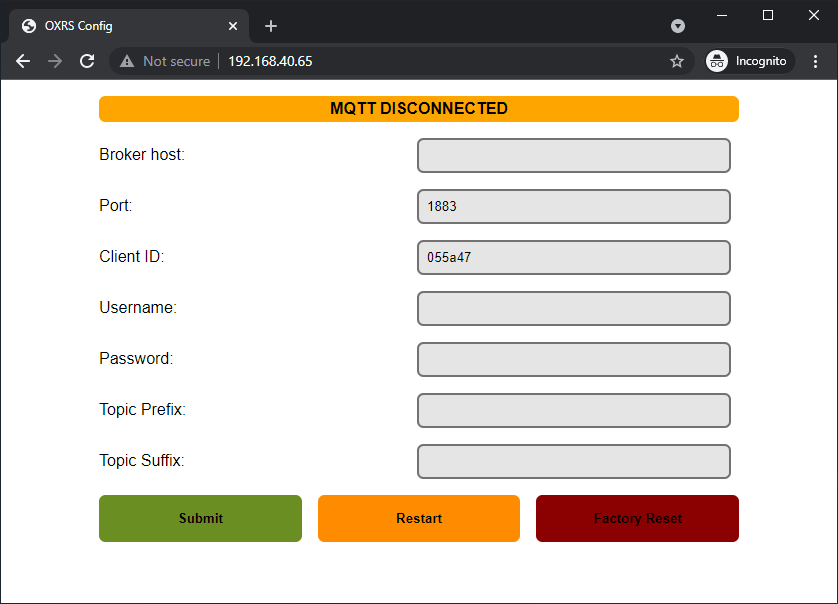 OXRS Config
Not secure 192.168.40.65 Incognito
MQTT DISCONNECTED
Broker host:
Port: 1883
Client ID: 055a47
Username:
Password:
Topic Prefix:
Topic Suffix:
Submit Restart Factory Reset